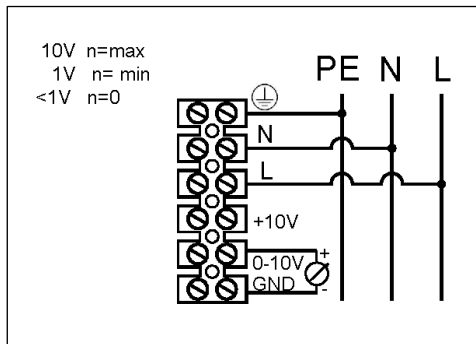 10V n=max
1V n= min
<1V n=0
PE N L
N
L
+10V
+
0-10V
GND
-